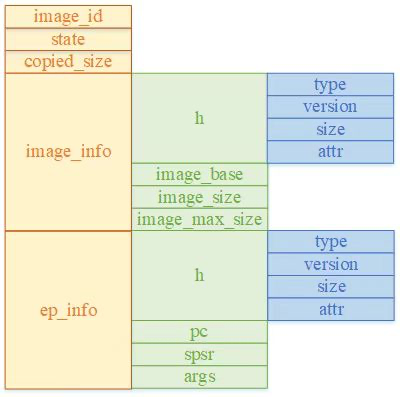 image_id
state
copied_size
image_info
h
type
version
size
attr
image_base
image_size
image_max_size
ep_info
h
type
version
size
attr
pc
spsr
args